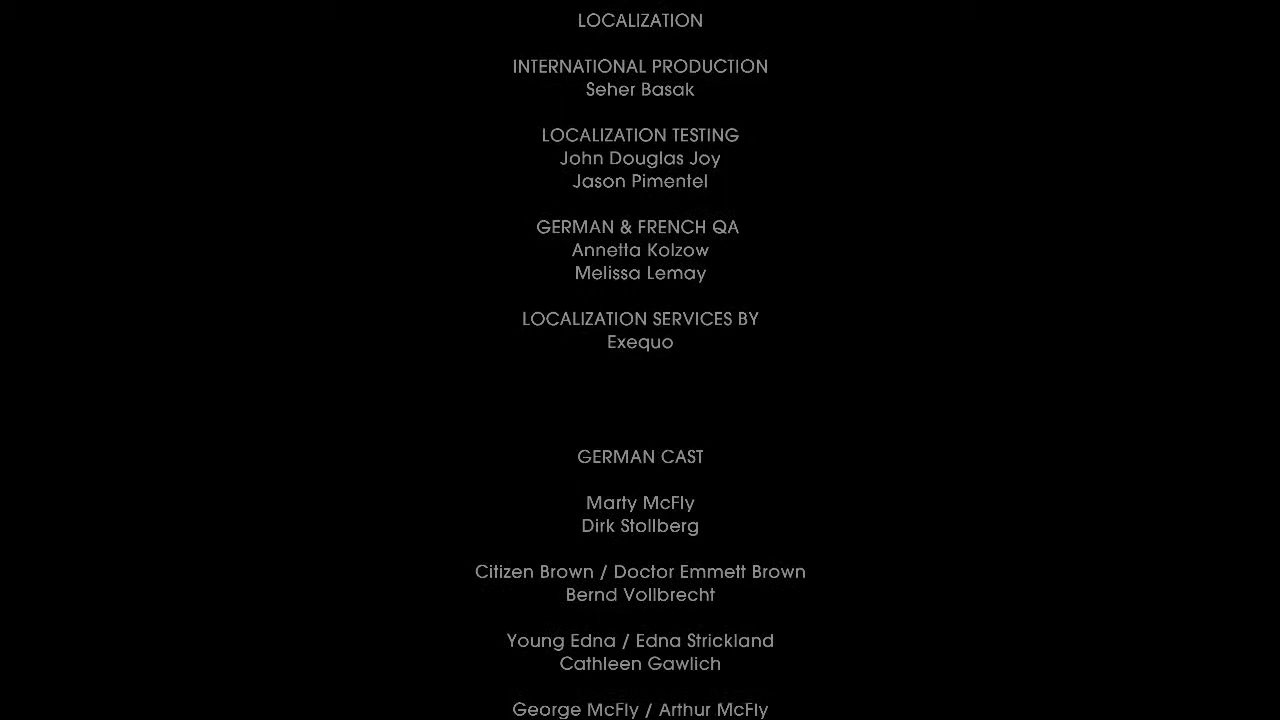 LOCALIZATION
INTERNATIONAL PRODUCTION
Seher Basak
LOCALIZATION TESTING
John Douglas Joy
Jason Pimentel
GERMAN & FRENCH QA
Annetta Kolzow
Melissa Lemay
LOCALIZATION SERVICES BY
Exequo
GERMAN CAST
Marty McFly
Dirk Stollberg
Citizen Brown / Doctor Emmett Brown
Bernd Vollbrecht
Young Edna / Edna Strickland
Cathleen Gawlich
George McFly / Arthur McFly